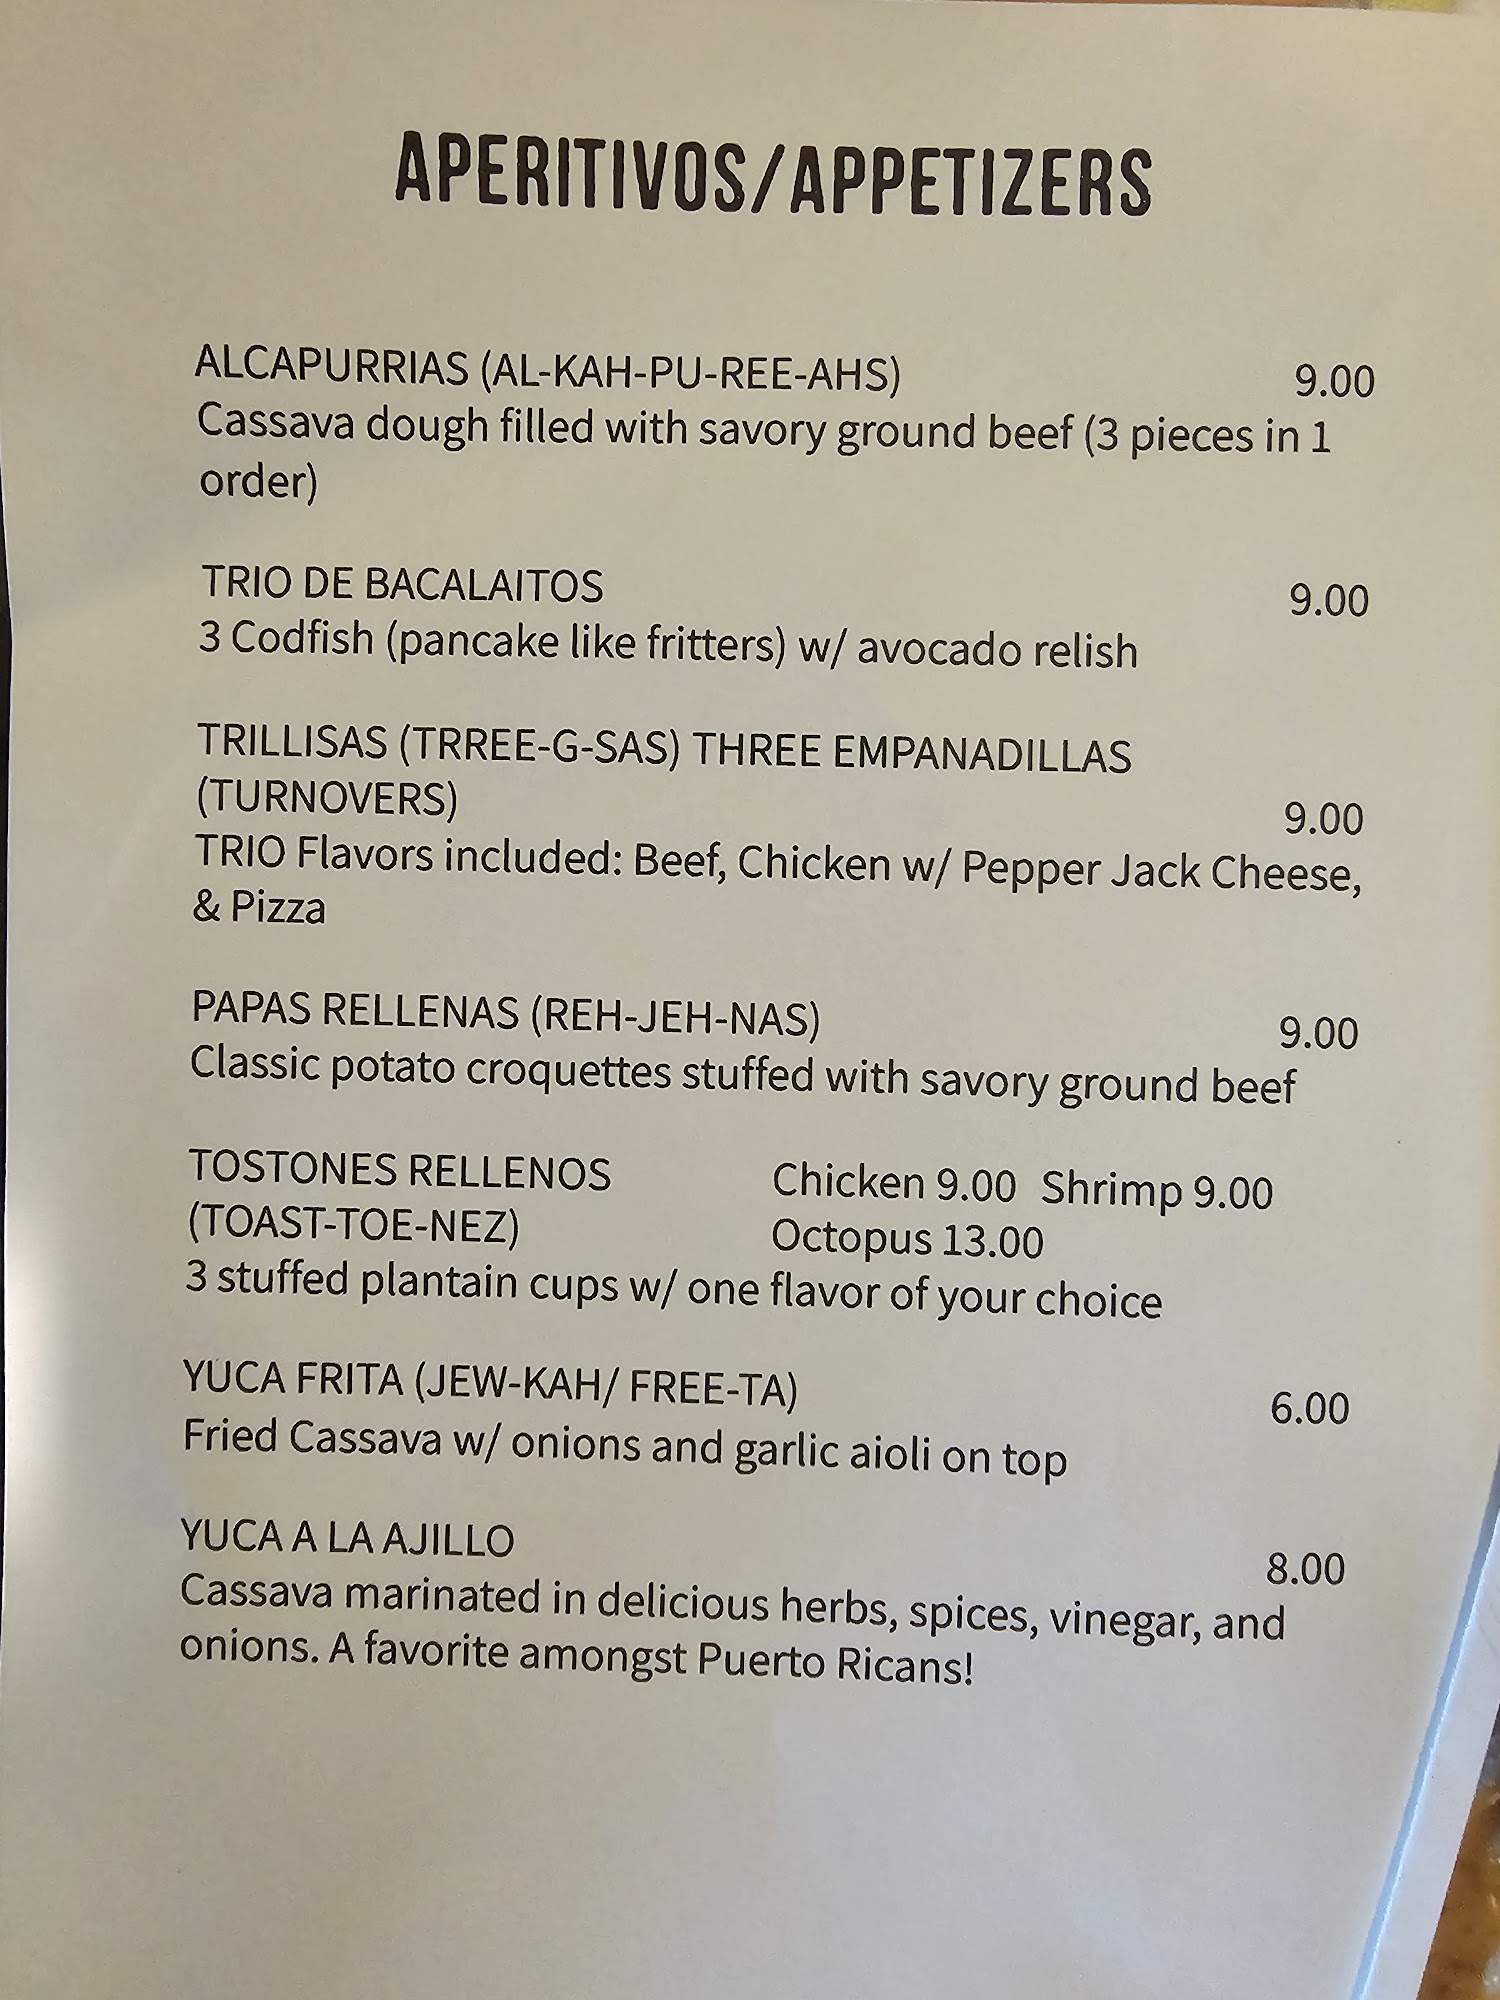 APERITIVOS/APPETIZERS
ALCAPURRIAS (AL-KAH-PU-REE-AHS) 9.00
Cassava dough filled with savory ground beef (3 pieces in 1
order)
TRIO DE BACALAITOS 9.00
3 Codfish (pancake like fritters) w/ avocado relish
TRILLISAS (TRREE-G-SAS) THREE EMPANADILLAS
(TURNOVERS) 9.00
TRIO Flavors included: Beef, Chicken w/ Pepper Jack Cheese,
& Pizza
PAPAS RELLENAS (REH-JEH-NAS) 9.00
Classic potato croquettes stuffed with savory ground beef
TOSTONES RELLENOS Chicken 9.00 Shrimp 9.00
(TOAST-TOE-NEZ) Octopus 13.00
3 stuffed plantain cups w/ one flavor of your choice
YUCA FRITA (JEW-KAH/ FREE-TA) 6.00
Fried Cassava w/ onions and garlic aioli on top
YUCA A LA AJILLO 8.00
Cassava marinated in delicious herbs, spices, vinegar, and
onions. A favorite amongst Puerto Ricans!